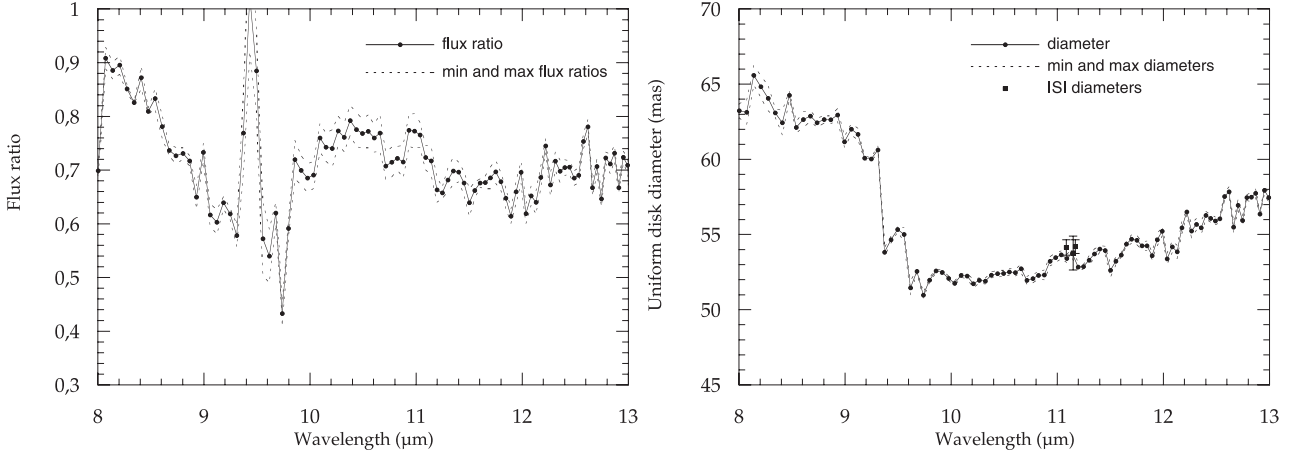 1
0,9
0,8
0,7
0,6
0,5
0,4
0,3
Flux ratio
flux ratio
min and max flux ratios
8
9
10
11
12
13
Wavelength (µm)
70
65
60
55
50
45
Uniform disk diameter (mas)
diameter
min and max diameters
ISI diameters
8
9
10
11
12
13
Wavelength (µm)